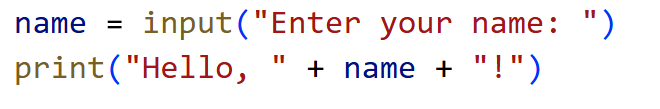 name = input("Enter your name: ")
print("Hello, " + name + "!")